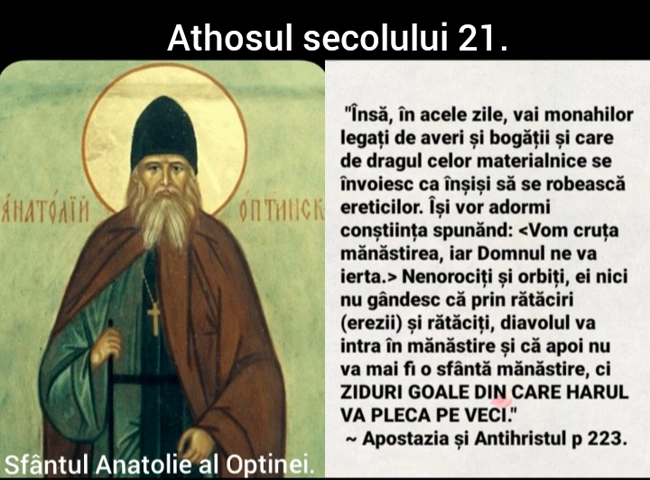 Athosul secolului 21.
А҆НАТО́ЛЇЙ
О҆ПТИНСК
Sfântul Anatolie al Optinei.
"Însă, în acele zile, vai monahilor
legați de averi și bogății și care
de dragul celor materialnice se
învoiesc ca înșiși să se robească
ereticilor. Își vor adormi
conștiința spunând: <Vom cruța
mănăstirea, iar Domnul ne va
ierta.> Nenorociți și orbiți, ei nici
nu gândesc că prin rătăciri
(erezii) și rătăciți, diavolul va
intra în mănăstire și că apoi nu
va mai fi o sfântă mănăstire, ci
ZIDURI GOALE DIN CARE HARUL
VA PLECA PE VECI."
~ Apostazia și Antihristul p 223.